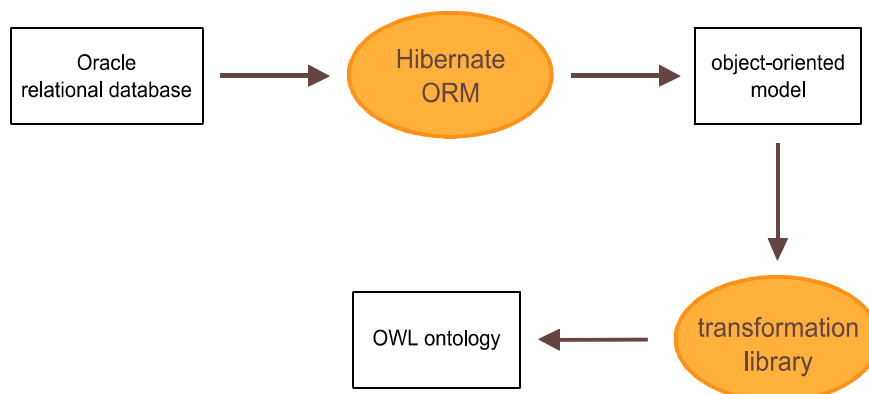 Oracle
relational database
Hibernate
ORM
object-oriented
model
transformation
library
OWL ontology